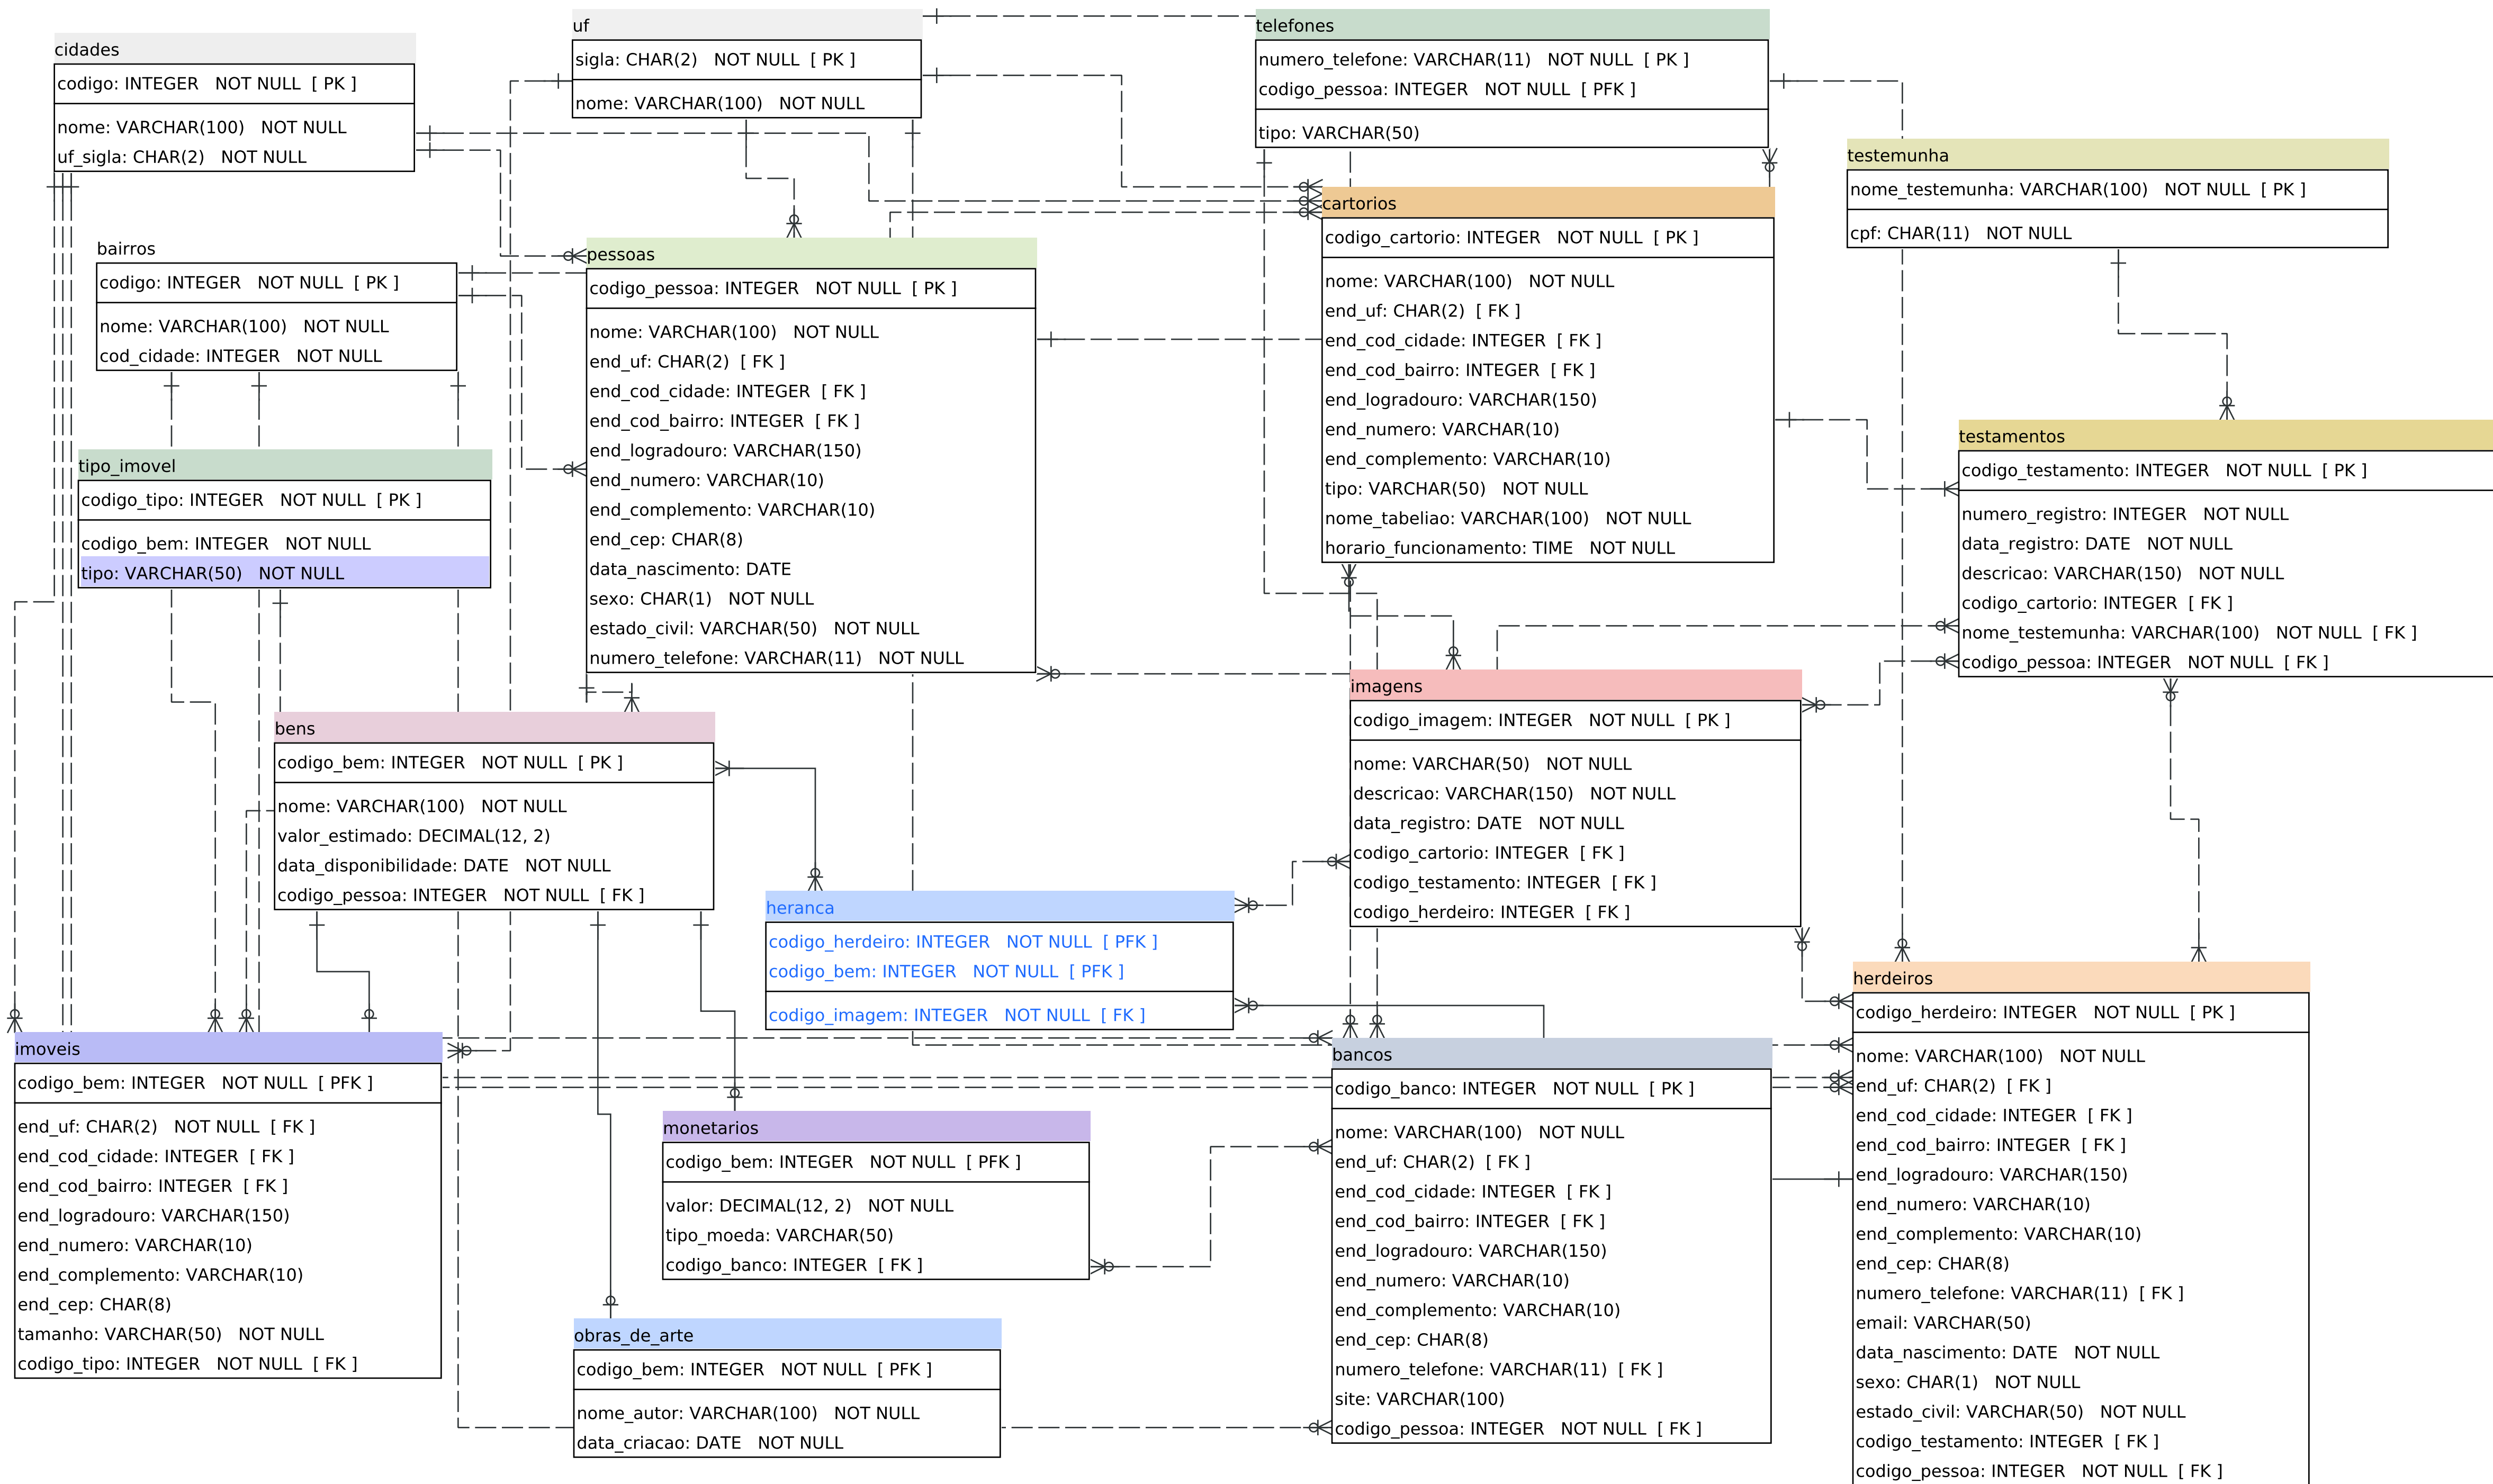 uf
sigla: CHAR(2)   NOT NULL  [ PK ]
nome: VARCHAR(100)   NOT NULL
telefones
numero_telefone: VARCHAR(11)   NOT NULL  [ PK ]
codigo_pessoa: INTEGER   NOT NULL  [ PFK ]
tipo: VARCHAR(50)
cidades
codigo: INTEGER   NOT NULL  [ PK ]
nome: VARCHAR(100)   NOT NULL
uf_sigla: CHAR(2)   NOT NULL
testemunha
nome_testemunha: VARCHAR(100)   NOT NULL  [ PK ]
cpf: CHAR(11)   NOT NULL
cartorios
codigo_cartorio: INTEGER   NOT NULL  [ PK ]
nome: VARCHAR(100)   NOT NULL
end_uf: CHAR(2)  [ FK ]
end_cod_cidade: INTEGER  [ FK ]
end_cod_bairro: INTEGER  [ FK ]
end_logradouro: VARCHAR(150)
end_numero: VARCHAR(10)
end_complemento: VARCHAR(10)
tipo: VARCHAR(50)   NOT NULL
nome_tabeliao: VARCHAR(100)   NOT NULL
horario_funcionamento: TIME   NOT NULL
bairros
codigo: INTEGER   NOT NULL  [ PK ]
nome: VARCHAR(100)   NOT NULL
cod_cidade: INTEGER   NOT NULL
pessoas
codigo_pessoa: INTEGER   NOT NULL  [ PK ]
nome: VARCHAR(100)   NOT NULL
end_uf: CHAR(2)  [ FK ]
end_cod_cidade: INTEGER  [ FK ]
end_cod_bairro: INTEGER  [ FK ]
end_logradouro: VARCHAR(150)
end_numero: VARCHAR(10)
end_complemento: VARCHAR(10)
end_cep: CHAR(8)
data_nascimento: DATE
sexo: CHAR(1)   NOT NULL
estado_civil: VARCHAR(50)   NOT NULL
numero_telefone: VARCHAR(11)   NOT NULL
testamentos
codigo_testamento: INTEGER   NOT NULL  [ PK ]
numero_registro: INTEGER   NOT NULL
data_registro: DATE   NOT NULL
descricao: VARCHAR(150)   NOT NULL
codigo_cartorio: INTEGER  [ FK ]
nome_testemunha: VARCHAR(100)   NOT NULL  [ FK ]
codigo_pessoa: INTEGER   NOT NULL  [ FK ]
tipo_imovel
codigo_tipo: INTEGER   NOT NULL  [ PK ]
codigo_bem: INTEGER   NOT NULL
tipo: VARCHAR(50)   NOT NULL
imagens
codigo_imagem: INTEGER   NOT NULL  [ PK ]
nome: VARCHAR(50)   NOT NULL
descricao: VARCHAR(150)   NOT NULL
data_registro: DATE   NOT NULL
codigo_cartorio: INTEGER  [ FK ]
codigo_testamento: INTEGER  [ FK ]
codigo_herdeiro: INTEGER  [ FK ]
bens
codigo_bem: INTEGER   NOT NULL  [ PK ]
nome: VARCHAR(100)   NOT NULL
valor_estimado: DECIMAL(12, 2)
data_disponibilidade: DATE   NOT NULL
codigo_pessoa: INTEGER   NOT NULL  [ FK ]
heranca
codigo_herdeiro: INTEGER   NOT NULL  [ PFK ]
codigo_bem: INTEGER   NOT NULL  [ PFK ]
codigo_imagem: INTEGER   NOT NULL  [ FK ]
herdeiros
codigo_herdeiro: INTEGER   NOT NULL  [ PK ]
nome: VARCHAR(100)   NOT NULL
end_uf: CHAR(2)  [ FK ]
end_cod_cidade: INTEGER  [ FK ]
end_cod_bairro: INTEGER  [ FK ]
end_logradouro: VARCHAR(150)
end_numero: VARCHAR(10)
end_complemento: VARCHAR(10)
end_cep: CHAR(8)
numero_telefone: VARCHAR(11)  [ FK ]
email: VARCHAR(50)
data_nascimento: DATE   NOT NULL
sexo: CHAR(1)   NOT NULL
estado_civil: VARCHAR(50)   NOT NULL
codigo_testamento: INTEGER  [ FK ]
codigo_pessoa: INTEGER   NOT NULL  [ FK ]
imoveis
codigo_bem: INTEGER   NOT NULL  [ PFK ]
end_uf: CHAR(2)   NOT NULL  [ FK ]
end_cod_cidade: INTEGER  [ FK ]
end_cod_bairro: INTEGER  [ FK ]
end_logradouro: VARCHAR(150)
end_numero: VARCHAR(10)
end_complemento: VARCHAR(10)
end_cep: CHAR(8)
tamanho: VARCHAR(50)   NOT NULL
codigo_tipo: INTEGER   NOT NULL  [ FK ]
bancos
codigo_banco: INTEGER   NOT NULL  [ PK ]
nome: VARCHAR(100)   NOT NULL
end_uf: CHAR(2)  [ FK ]
end_cod_cidade: INTEGER  [ FK ]
end_cod_bairro: INTEGER  [ FK ]
end_logradouro: VARCHAR(150)
end_numero: VARCHAR(10)
end_complemento: VARCHAR(10)
end_cep: CHAR(8)
numero_telefone: VARCHAR(11)  [ FK ]
site: VARCHAR(100)
codigo_pessoa: INTEGER   NOT NULL  [ FK ]
monetarios
codigo_bem: INTEGER   NOT NULL  [ PFK ]
valor: DECIMAL(12, 2)   NOT NULL
tipo_moeda: VARCHAR(50)
codigo_banco: INTEGER  [ FK ]
obras_de_arte
codigo_bem: INTEGER   NOT NULL  [ PFK ]
nome_autor: VARCHAR(100)   NOT NULL
data_criacao: DATE   NOT NULL